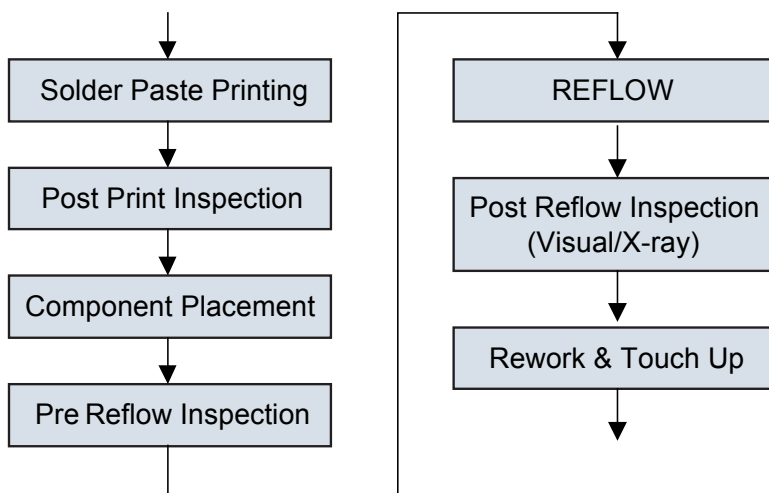 Solder Paste Printing
Post Print Inspection
Component Placement
Pre Reflow Inspection
REFLOW
Post Reflow Inspection
(Visual/X-ray)
Rework & Touch Up